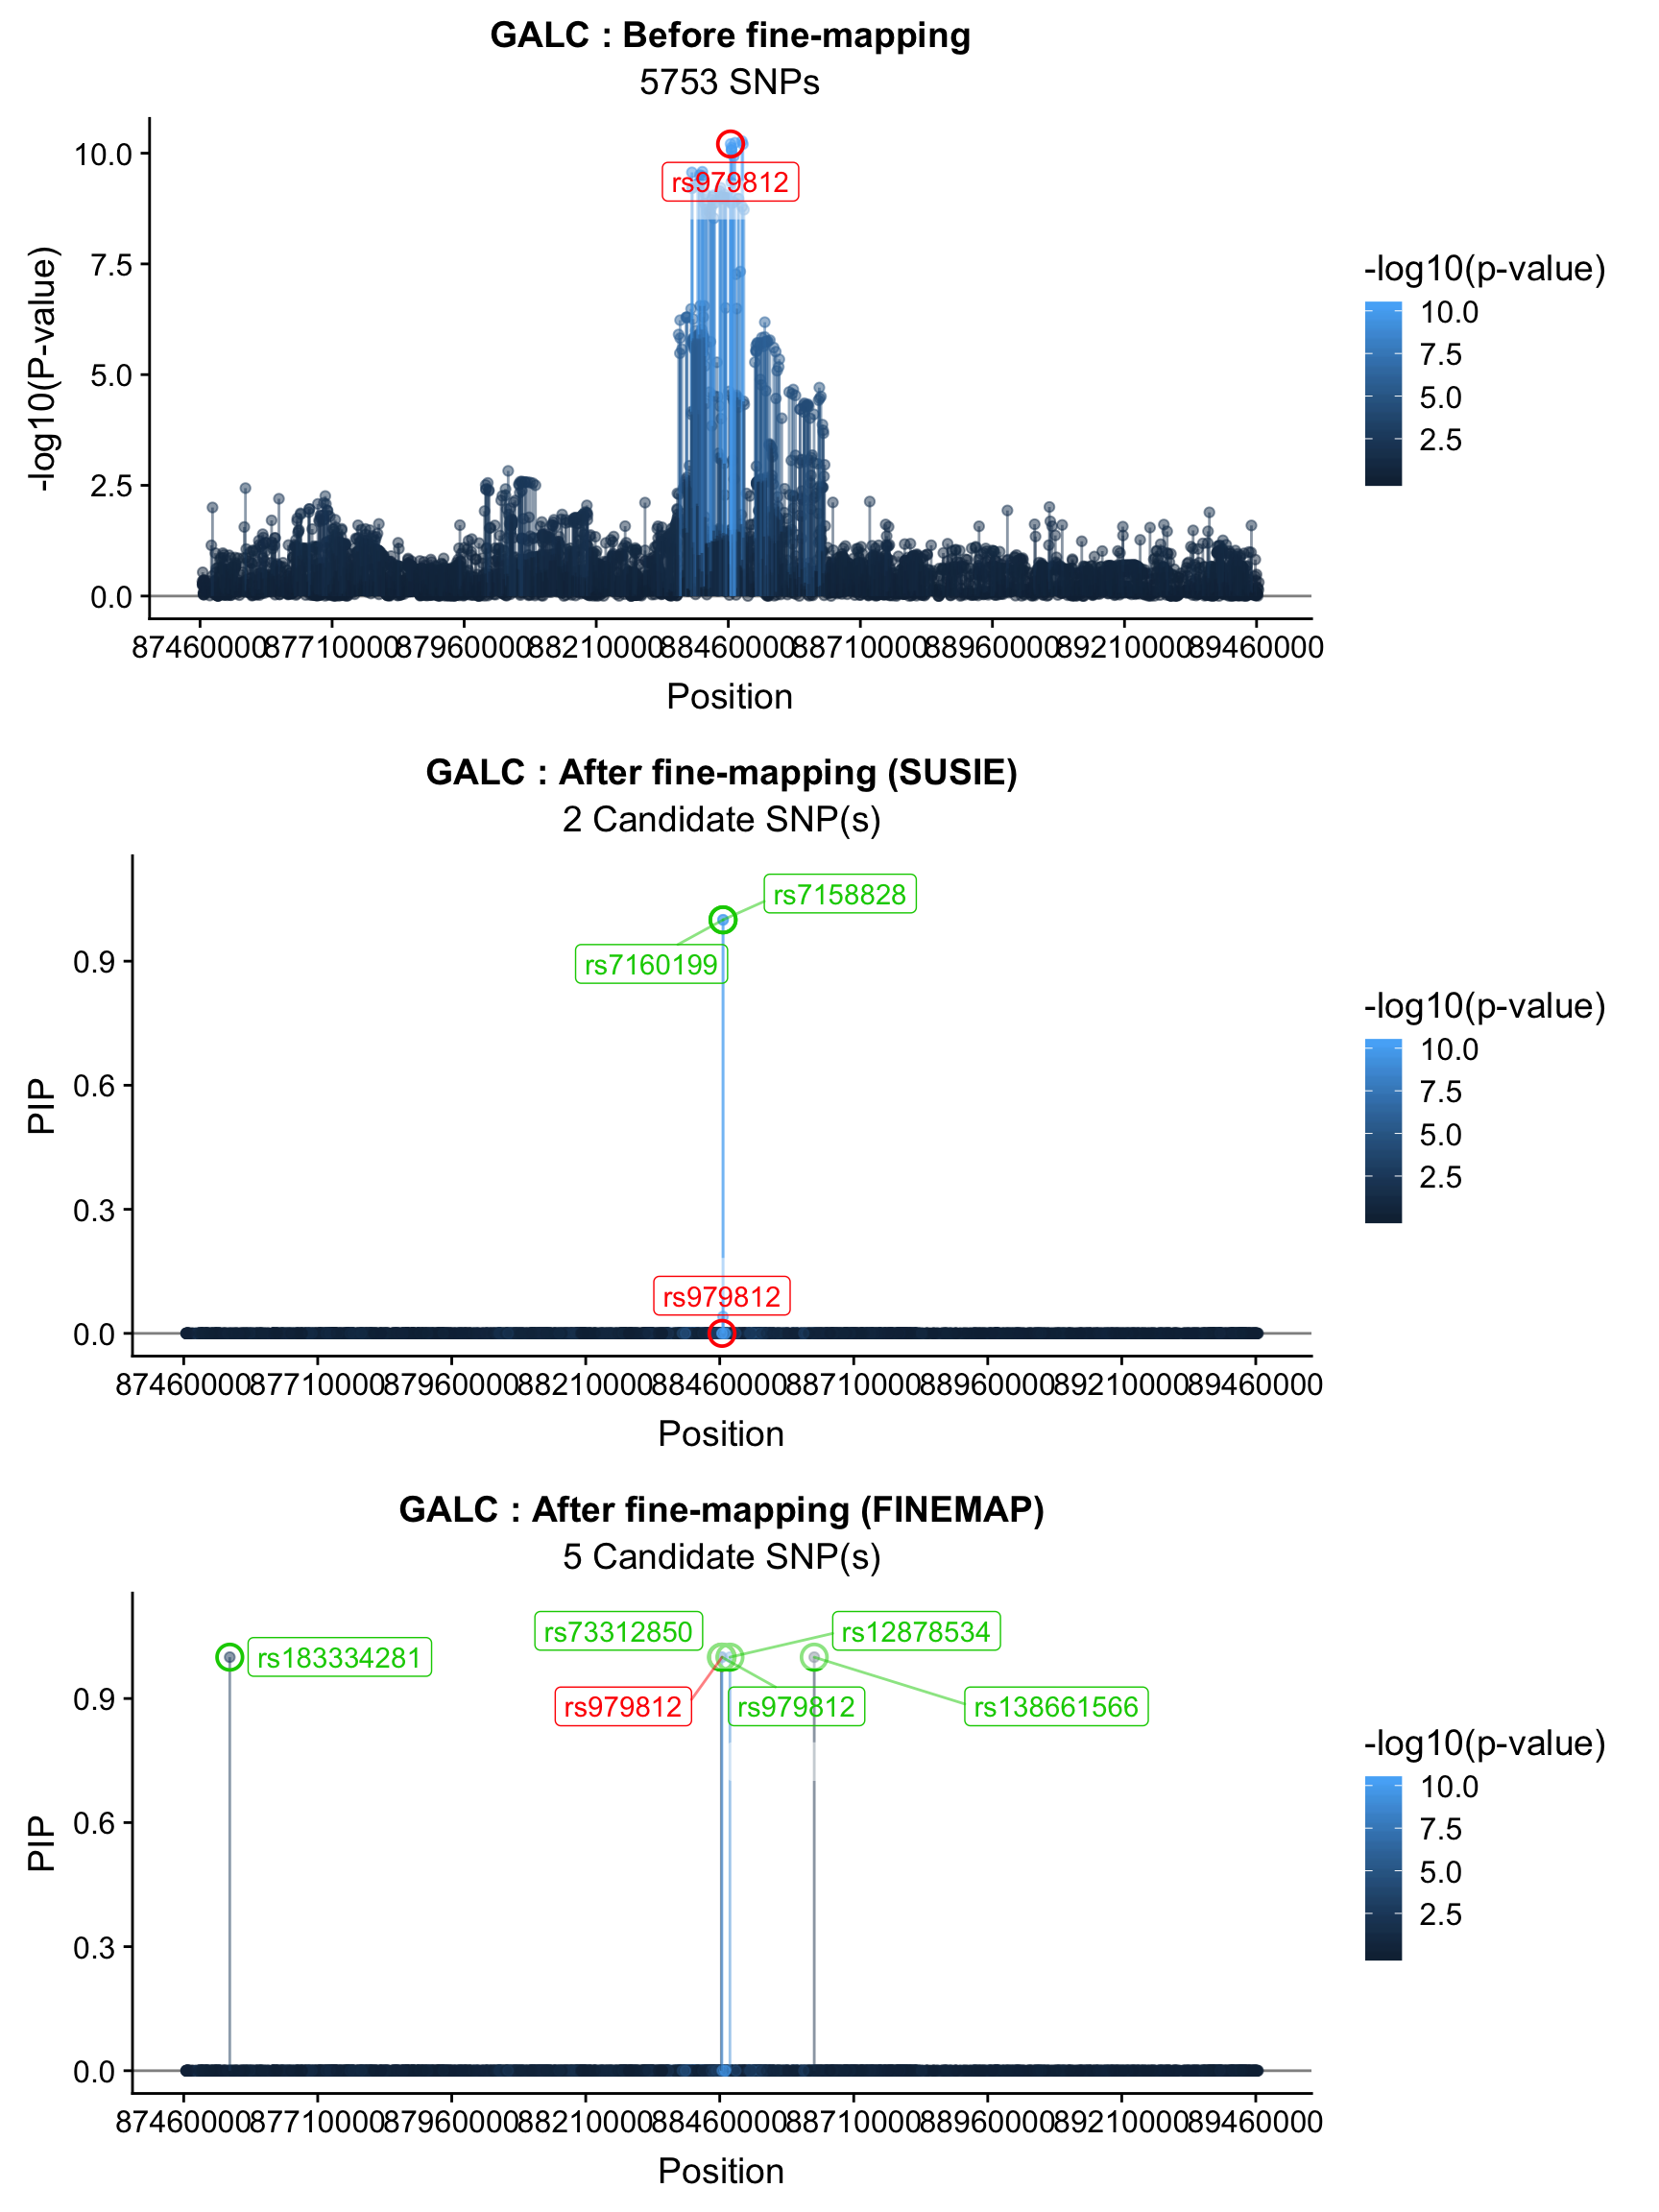 GALC : Before fine-mapping
5753 SNPs
10.0
7.5
5.0
2.5
0.0
-log10(P-value)
rs979812
87460000 87710000 87960000 88210000 88460000 88710000 88960000 89210000 89460000
Position
-log10(p-value)
10.0
7.5
5.0
2.5
GALC : After fine-mapping (SUSIE)
2 Candidate SNP(s)
0.9
0.6
0.3
0.0
PIP
rs7158828
rs7160199
rs979812
87460000 87710000 87960000 88210000 88460000 88710000 88960000 89210000 89460000
Position
-log10(p-value)
10.0
7.5
5.0
2.5
GALC : After fine-mapping (FINEMAP)
5 Candidate SNP(s)
0.9
0.6
0.3
0.0
PIP
rs73312850 rs12878534
rs183334281
rs979812 rs979812 rs138661566
87460000 87710000 87960000 88210000 88460000 88710000 88960000 89210000 89460000
Position
-log10(p-value)
10.0
7.5
5.0
2.5